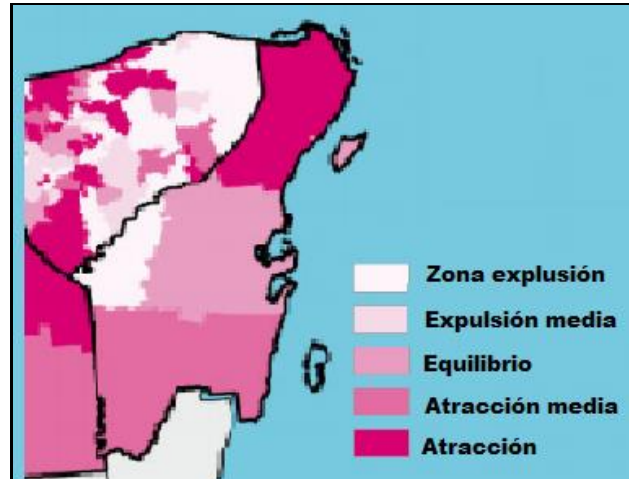 Zona explusión
Expulsión media
Equilibrio
Atracción media
Atracción